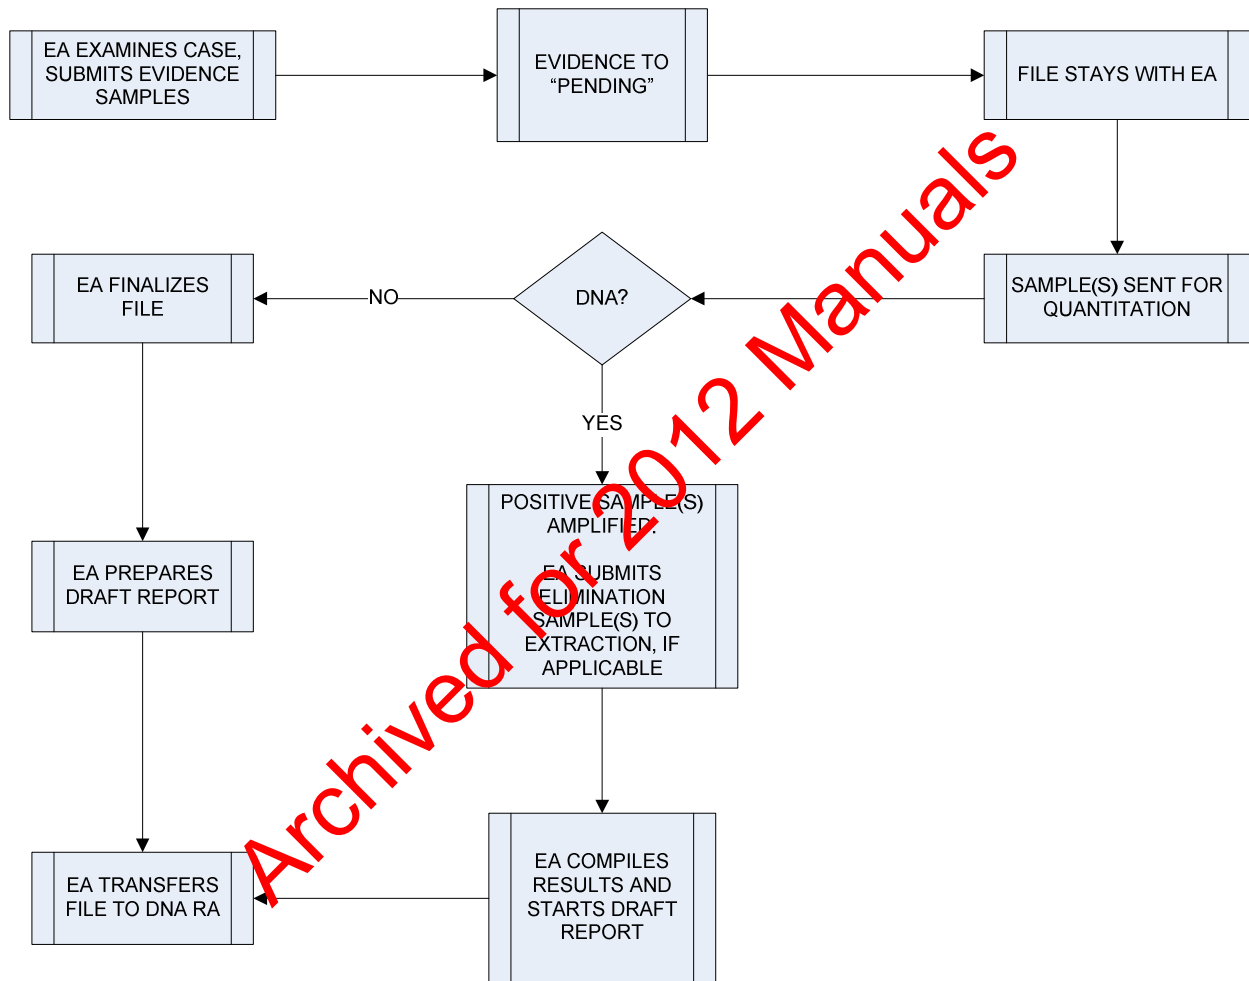 EA EXAMINES CASE,
SUBMITS EVIDENCE
SAMPLES
EVIDENCE TO
“PENDING”
FILE STAYS WITH EA
SAMPLE(S) SENT FOR
QUANTITATION
DNA?
NO
EA FINALIZES
FILE
YES
POSITIVE SAMPLE(S)
AMPLIFIED.
EA SUBMITS
ELIMINATION
SAMPLE(S) TO
EXTRACTION, IF
APPLICABLE
EA PREPARES
DRAFT REPORT
EA COMPILES
RESULTS AND
STARTS DRAFT
REPORT
EA TRANSFERS
FILE TO DNA RA
Archived for 2012 Manuals